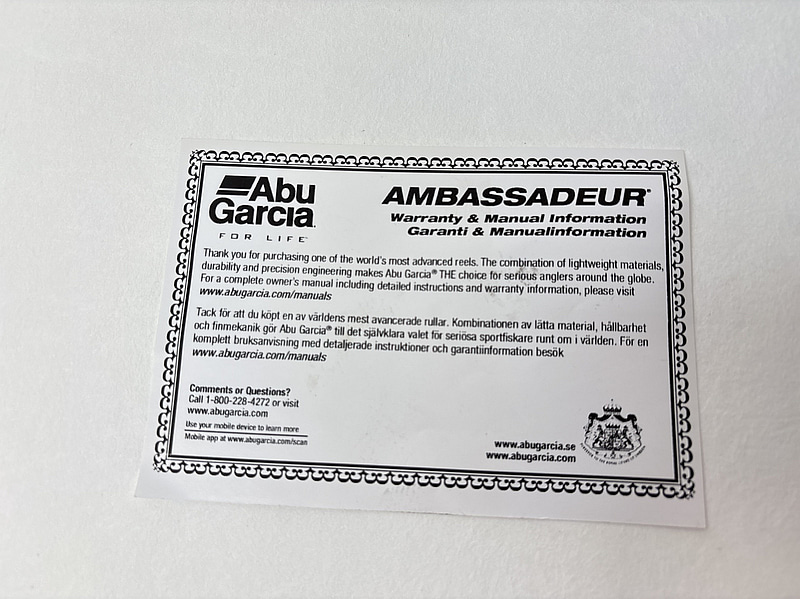 Abu
Garcia®
FOR LIFE™
AMBASSADEUR®
Warranty & Manual Information
Garanti & Manualinformation
Thank you for purchasing one of the world's most advanced reels. The combination of lightweight materials,
durability and precision engineering makes Abu Garcia® THE choice for serious anglers around the globe.
For a complete owner's manual including detailed instructions and warranty information, please visit
www.abugarcia.com/manuals
Tack för att du köpt en av världens mest avancerade rullar. Kombinationen av lätta material, hållbarhet
och finmekanik gör Abu Garcia® till det självklara valet för seriösa sportfiskare runt om i världen. För en
komplett bruksanvisning med detaljerade instruktioner och garantiinformation besök
www.abugarcia.com/manuals
Comments or Questions?
Call 1-800-228-4272 or visit
www.abugarcia.com
Use your mobile device to learn more
Mobile app at www.abugarcia.com/scan
www.abugarcia.se
www.abugarcia.com